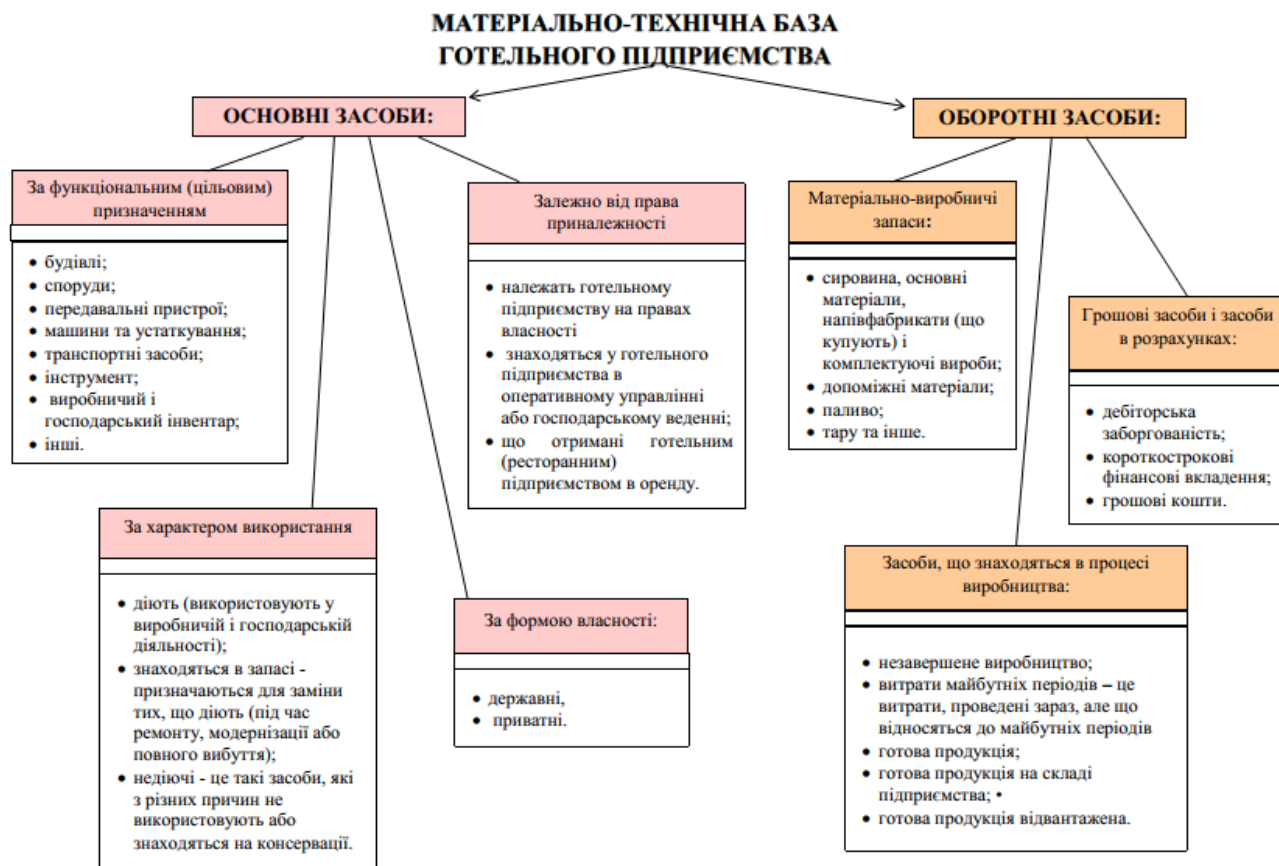 МАТЕРІАЛЬНО-ТЕХНІЧНА БАЗА
ГОТЕЛЬНОГО ПІДПРИЄМСТВА
ОСНОВНІ ЗАСОБИ:
ОБОРОТНІ ЗАСОБИ:
За функціональним (цільовим)
призначенням
• будівлі;
• споруди;
• передавальні пристрої;
• машини та устаткування;
• транспортні засоби;
• інструмент;
• виробничий і
господарський інвентар;
• інші.
Залежно від права
приналежності
• належать готельному
підприємству на правах
власності
• знаходяться у готельного
підприємства в
оперативному управлінні
або господарському веденні;
• що отримані готельним
(ресторанним)
підприємством в оренду.
Матеріально-виробничі
запаси:
• сировина, основні
матеріали,
напівфабрикати (що
купують) і
комплектуючі вироби;
• допоміжні матеріали;
• паливо;
• тару та інше.
Грошові засоби і засоби
в розрахунках:
• дебіторська
заборгованість;
• короткострокові
фінансові вкладення;
• грошові кошти.
За характером використання
• діють (використовують у
виробничій і господарській
діяльності);
• знаходяться в запасі -
призначаються для заміни
тих, що діють (під час
ремонту, модернізації або
повного вибуття);
• недіючі - це такі засоби, які
з різних причин не
використовують або
знаходяться на консервації.
За формою власності:
• державні,
• приватні.
Засоби, що знаходяться в процесі
виробництва:
• незавершене виробництво;
• витрати майбутніх періодів – це
витрати, проведені зараз, але що
відносяться до майбутніх періодів
• готова продукція;
• готова продукція на складі
підприємства; •
• готова продукція відвантажена.